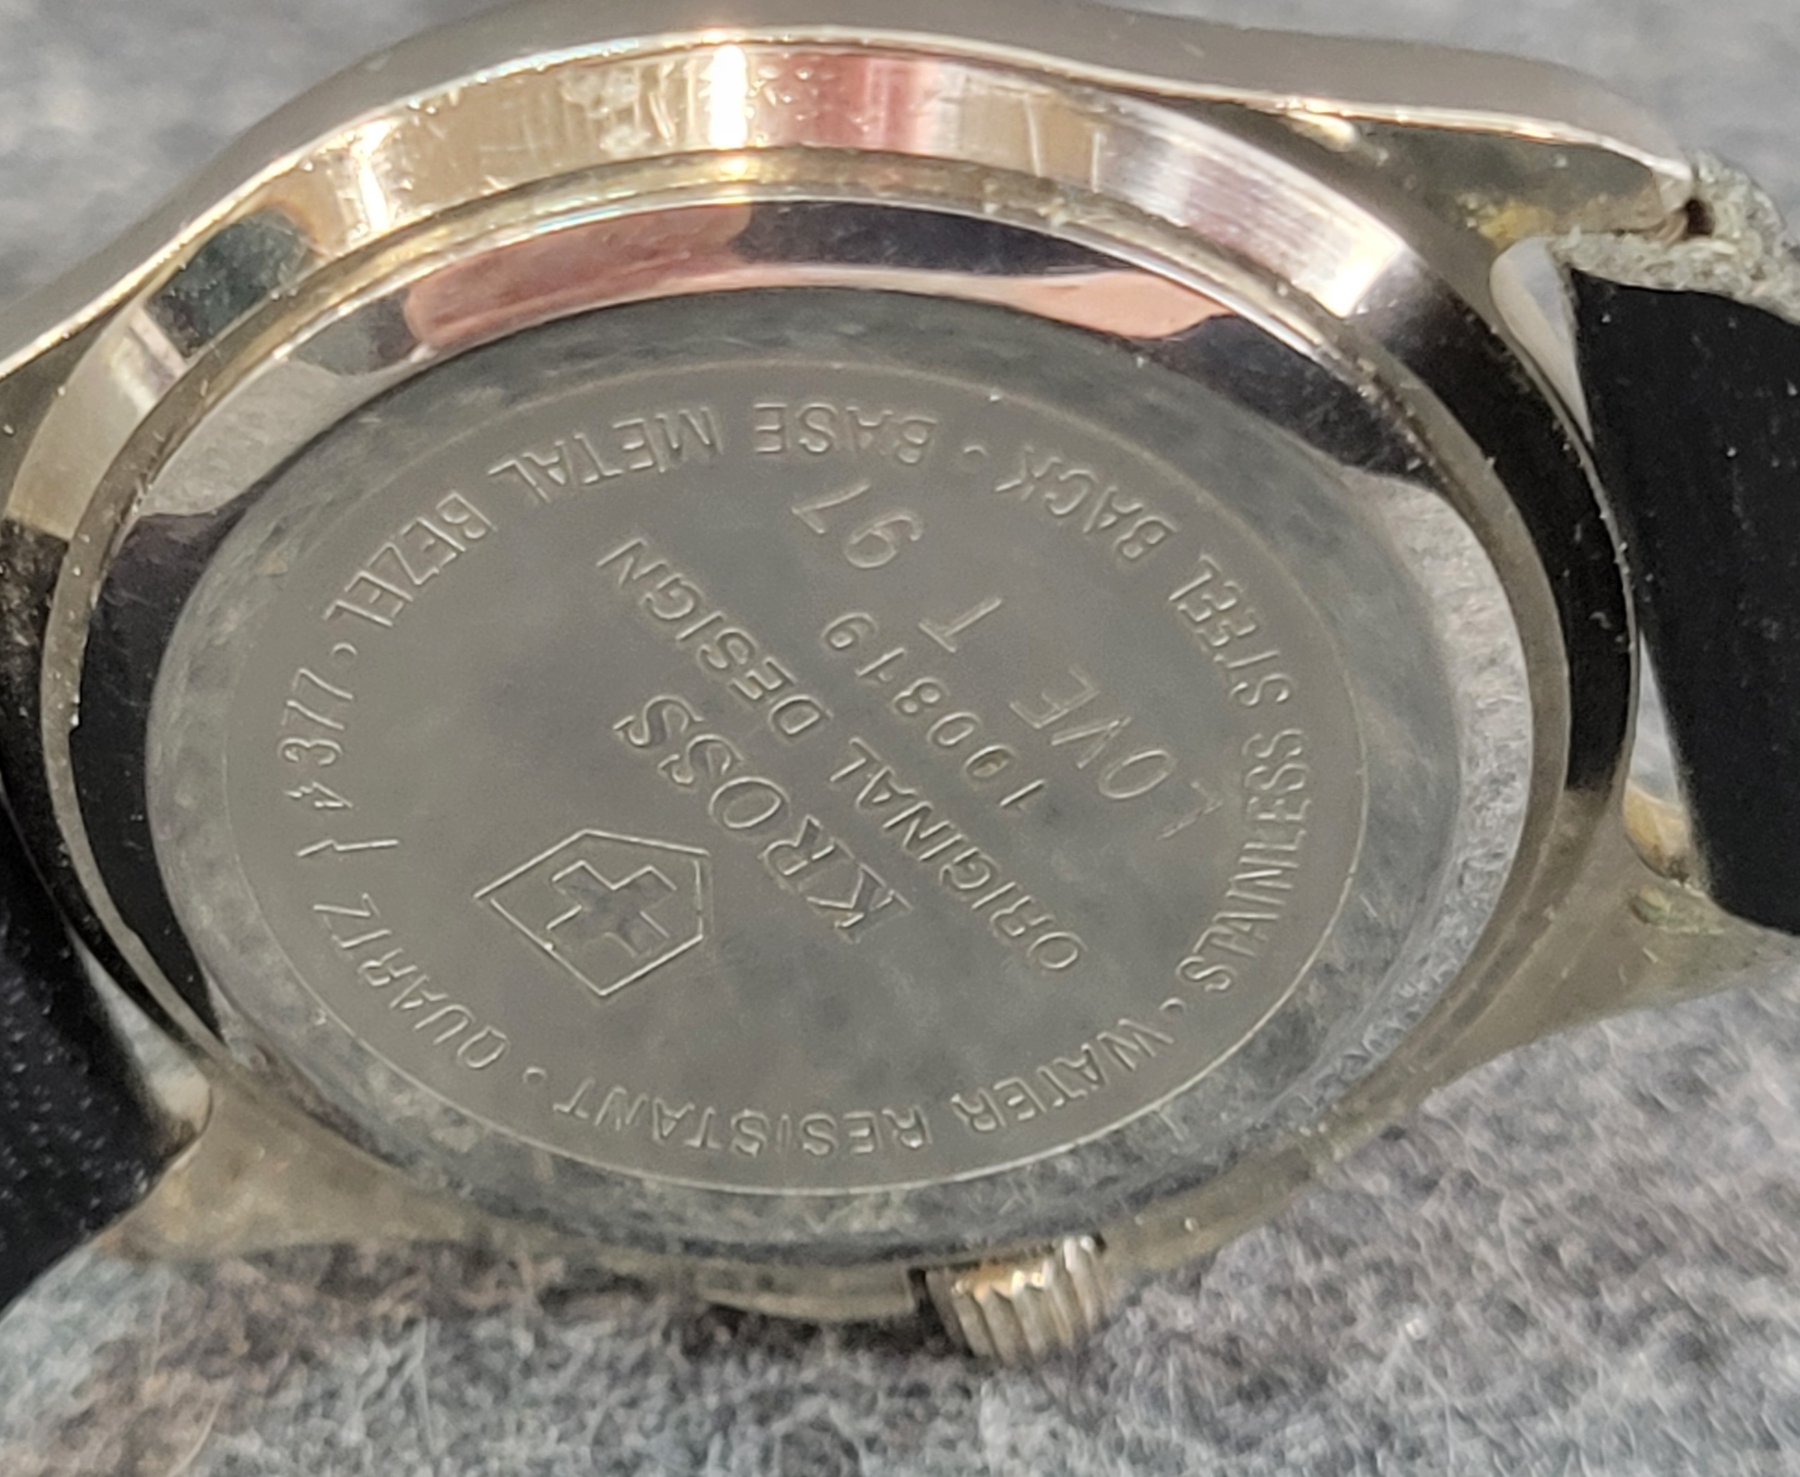 KROSS
ORIGINAL DESIGN
100819
LOVE T 97
WATER RESISTANT · QUARTZ 377 ·
STAINLESS STEEL BACK · BASE METAL BEZEL